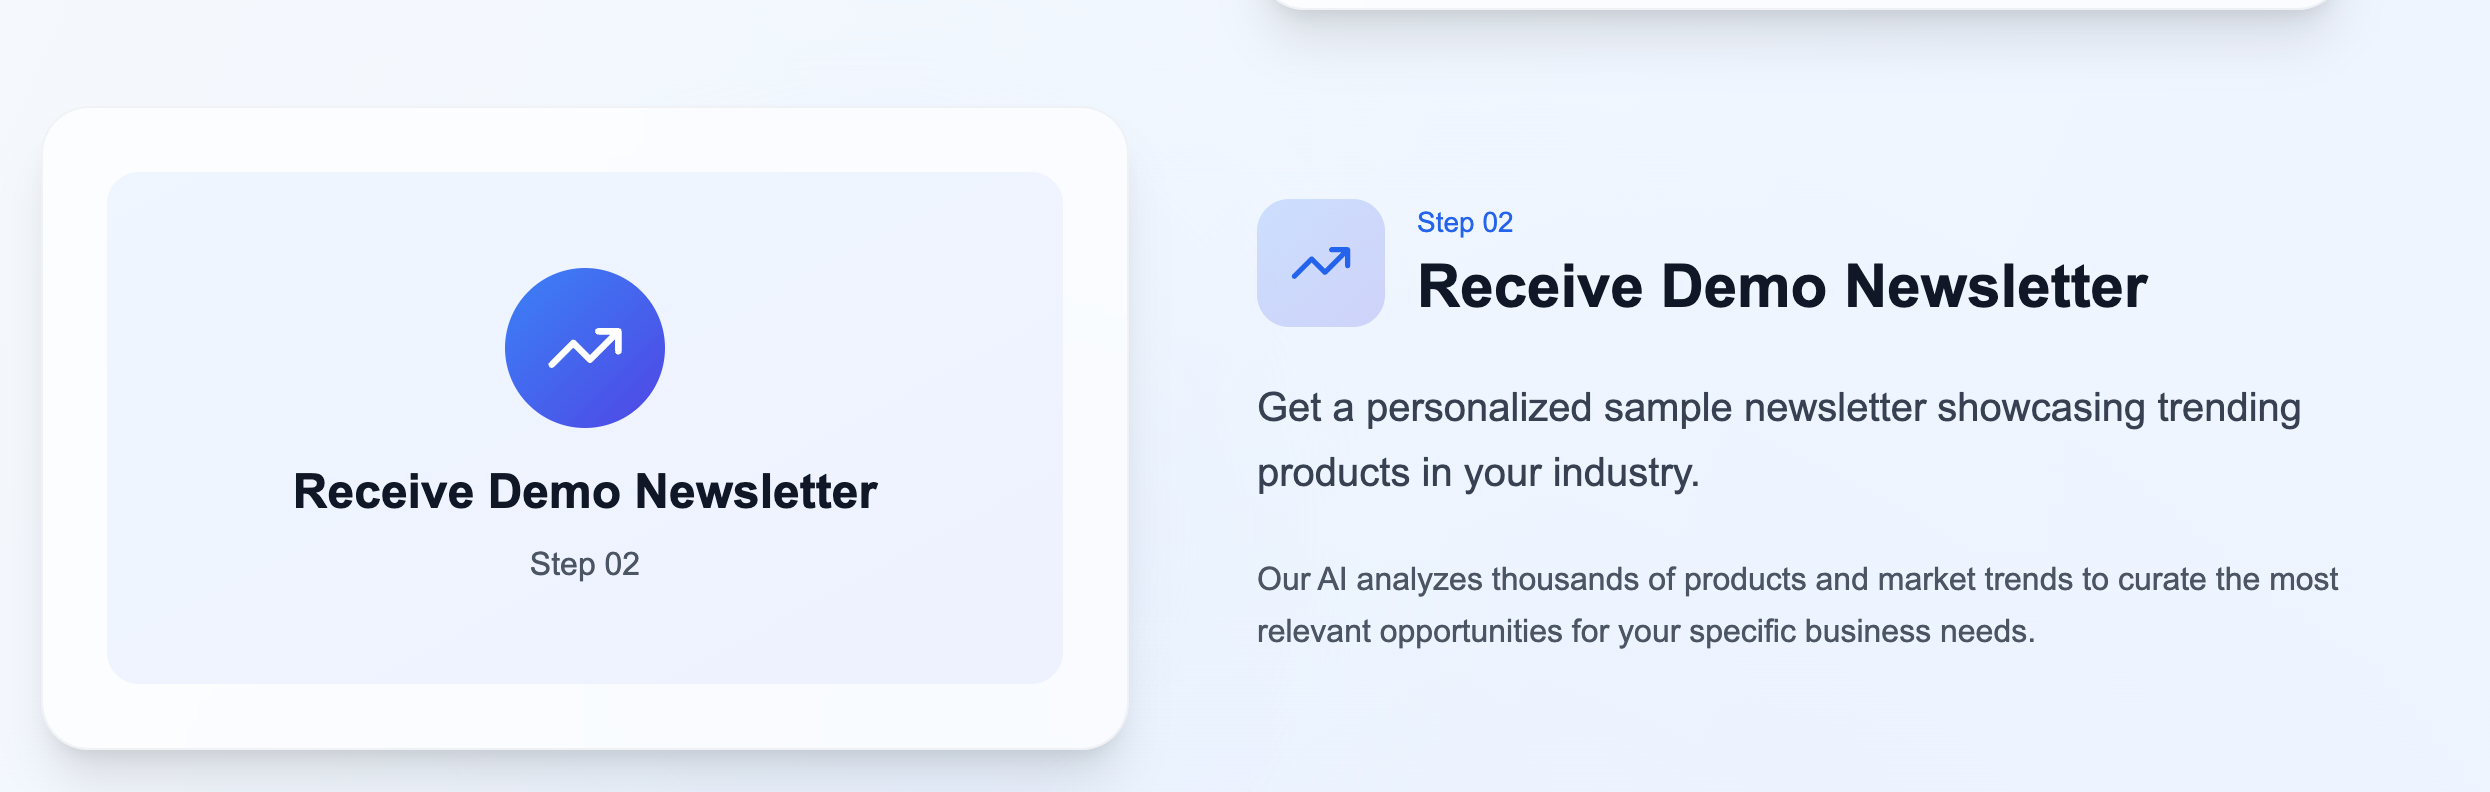 Receive Demo Newsletter
Step 02
Step 02
Receive Demo Newsletter
Get a personalized sample newsletter showcasing trending
products in your industry.
Our AI analyzes thousands of products and market trends to curate the most
relevant opportunities for your specific business needs.